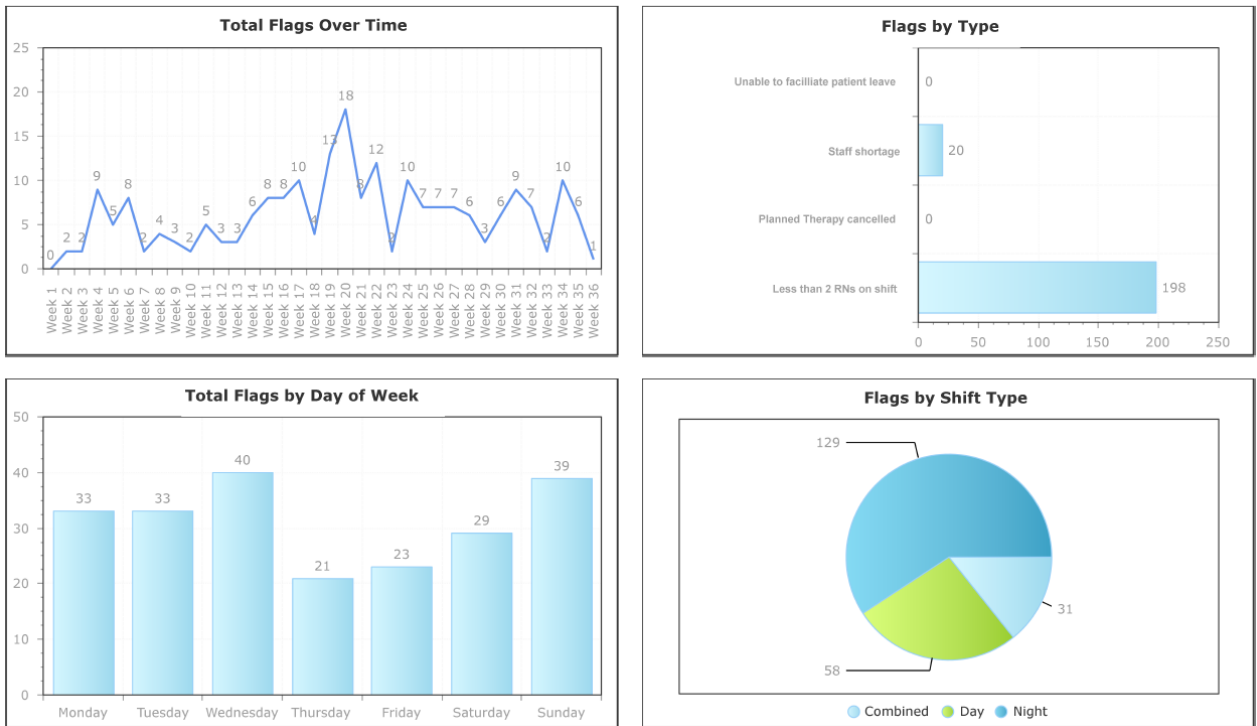 Total Flags Over Time
25
20
15
10
5
0
0 2 2 9 5 8 2 4 3 2 5 3 3 6 8 8 10 4 13 18 8 12 2 10 7 7 7 6 3 6 9 7 2 10 6 1
Week 1
Week 2
Week 3
Week 4
Week 5
Week 6
Week 7
Week 8
Week 9
Week 10
Week 11
Week 12
Week 13
Week 14
Week 15
Week 16
Week 17
Week 18
Week 19
Week 20
Week 21
Week 22
Week 23
Week 24
Week 25
Week 26
Week 27
Week 28
Week 29
Week 30
Week 31
Week 32
Week 33
Week 34
Week 35
Week 36
Flags by Type
Unable to facilliate patient leave 0
Staff shortage 20
Planned Therapy cancelled 0
Less than 2 RNs on shift 198
0 50 100 150 200 250
Total Flags by Day of Week
50
40
30
20
10
0
33 33 40 21 23 29 39
Monday Tuesday Wednesday Thursday Friday Saturday Sunday
Flags by Shift Type
129
31
58
Combined Day Night